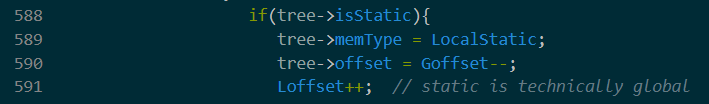 588 if(tree->isStatic){
589 tree->memType = LocalStatic;
590 tree->offset = Goffset--;
591 Loffset++; // static is technically global